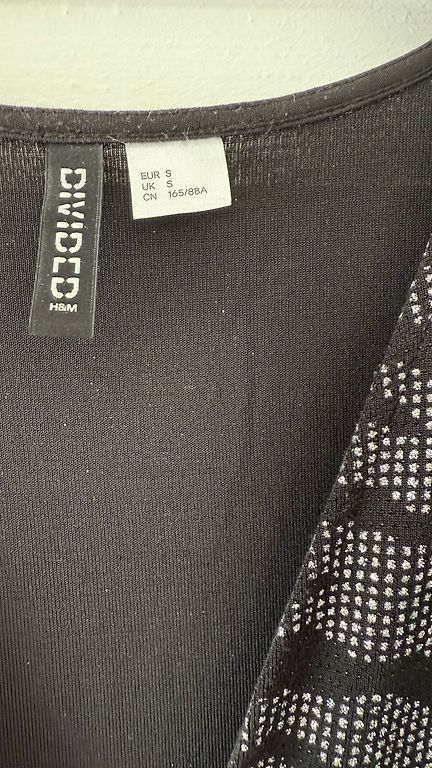 DIVIDED
H&M
EUR S
UK S
CN 165/88A